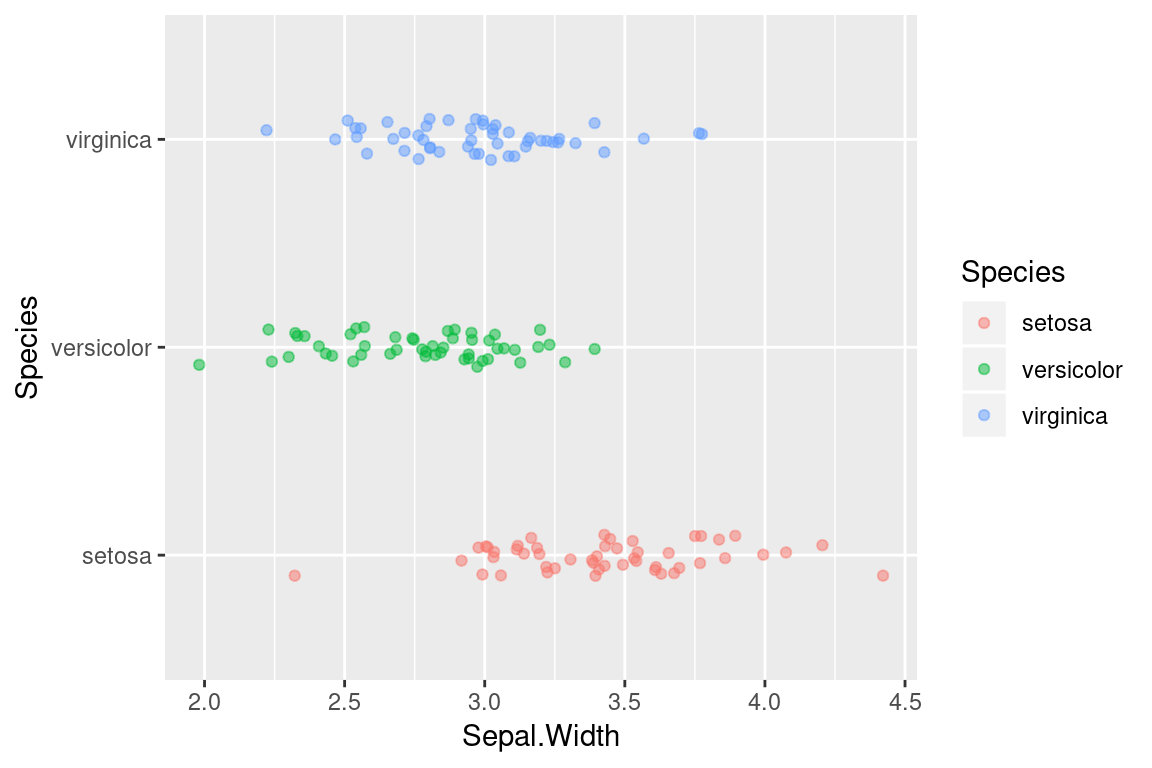 virginica
versicolor
setosa
Species
2.0
2.5
3.0
3.5
4.0
4.5
Sepal.Width
Species
setosa
versicolor
virginica